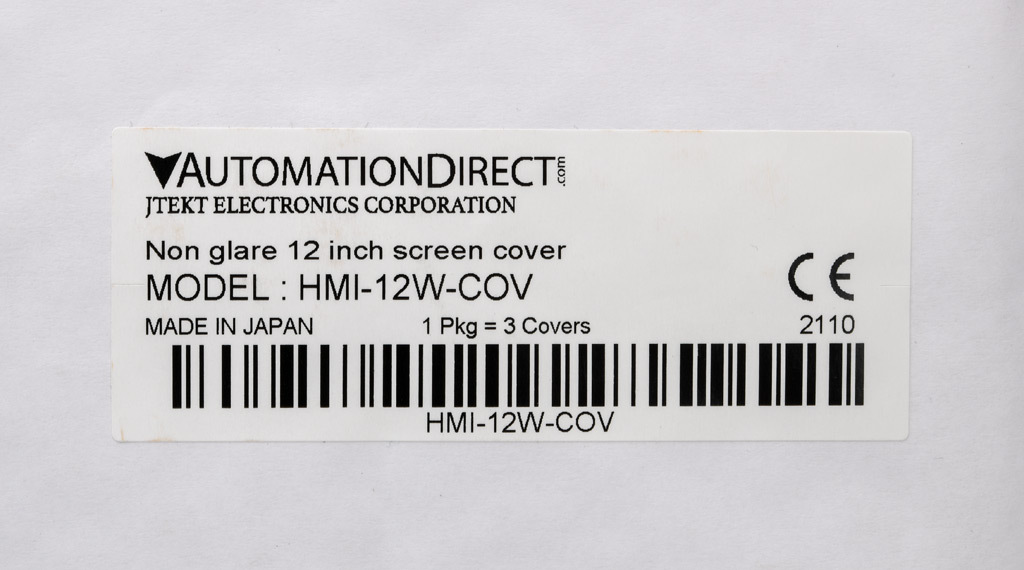 AUTOMATIONDIRECT.com
JTEKT ELECTRONICS CORPORATION
Non glare 12 inch screen cover
MODEL : HMI-12W-COV
CE
MADE IN JAPAN 1 Pkg = 3 Covers 2110
HMI-12W-COV